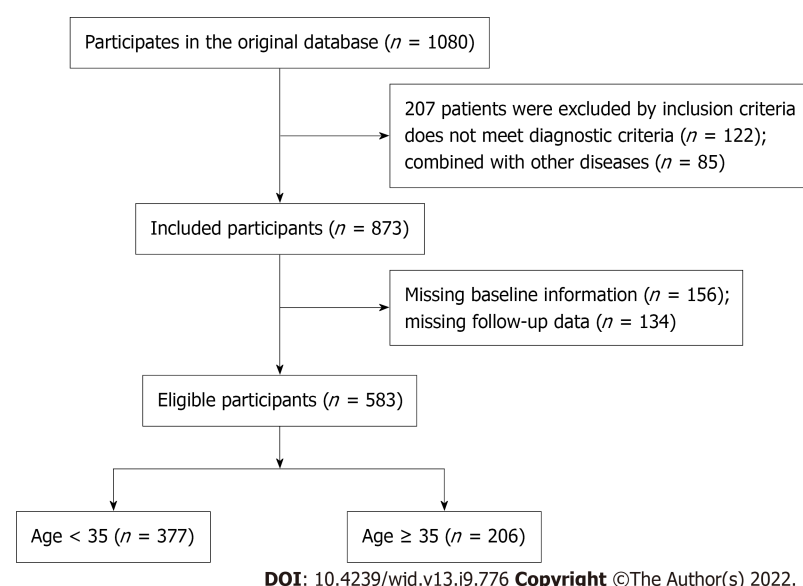 Participates in the original database (n = 1080)
207 patients were excluded by inclusion criteria
does not meet diagnostic criteria (n = 122);
combined with other diseases (n = 85)
Included participants (n = 873)
Missing baseline information (n = 156);
missing follow-up data (n = 134)
Eligible participants (n = 583)
Age < 35 (n = 377)
Age ≥ 35 (n = 206)
DOI: 10.4239/wjd.v13.i9.776 Copyright ©The Author(s) 2022.